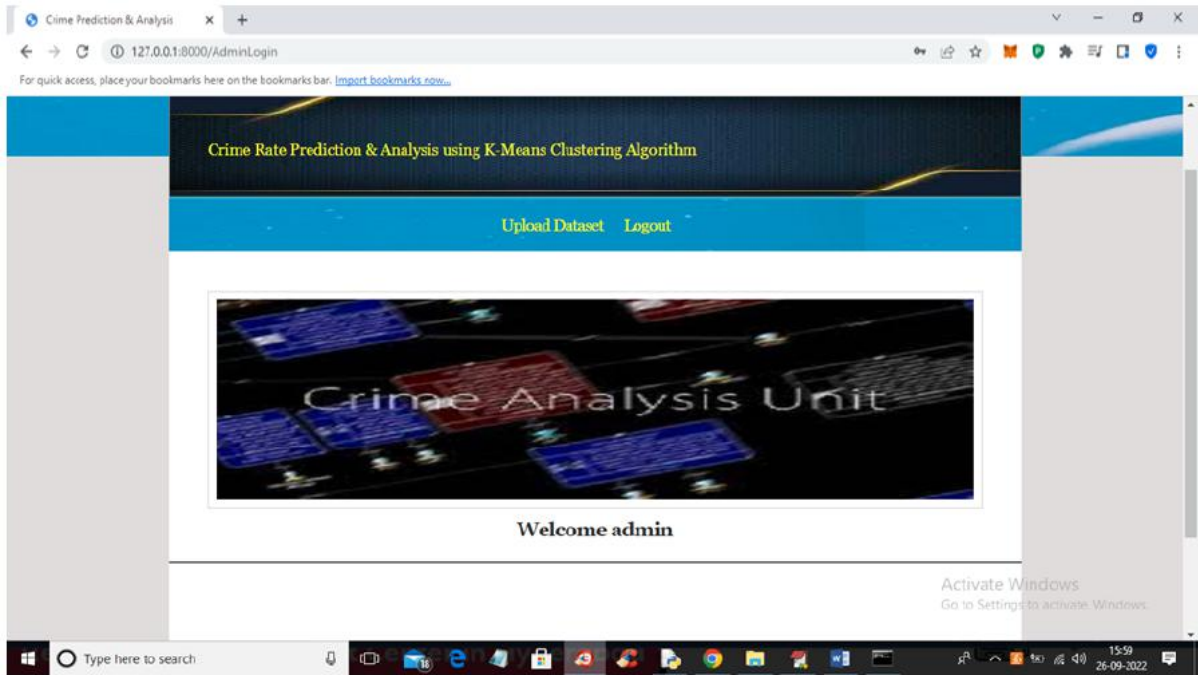 Crime Prediction & Analysis
127.0.0.1:8000/AdminLogin
For quick access, place your bookmarks here on the bookmarks bar. Import bookmarks now...
Crime Rate Prediction & Analysis using K-Means Clustering Algorithm
Upload Dataset Logout
Crime Analysis Unit
Welcome admin
Activate Windows
Go to Settings to activate Windows.
Type here to search
18
15:59
26-09-2022